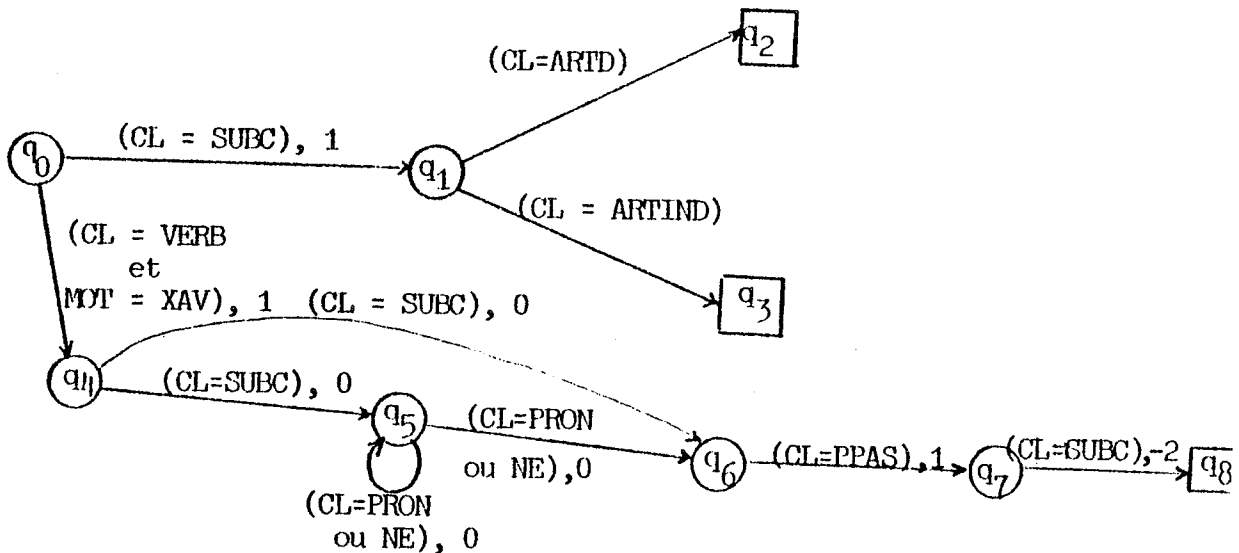 q2
(CL=ARTD)
q0
(CL = SUBC), 1
q1
(CL = ARTIND)
(CL = VERB
et
MOT = XAV), 1
(CL = SUBC), 0
q3
q4
(CL=SUBC), 0
q5
(CL=PRON
ou NE),0
q6
(CL=PPAS),1
q7
(CL=SUBC),-2
q8
(CL=PRON
ou NE), 0